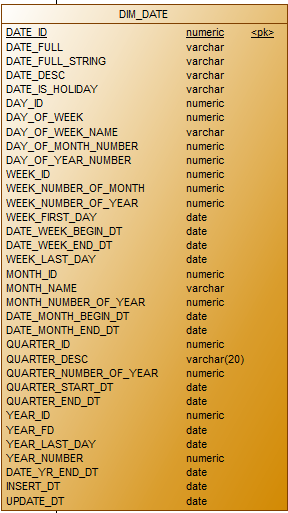 DIM_DATE
DATE_ID numeric <pk>
DATE_FULL varchar
DATE_FULL_STRING varchar
DATE_DESC varchar
DATE_IS_HOLIDAY varchar
DAY_ID numeric
DAY_OF_WEEK numeric
DAY_OF_WEEK_NAME varchar
DAY_OF_MONTH_NUMBER numeric
DAY_OF_YEAR_NUMBER numeric
WEEK_ID numeric
WEEK_NUMBER_OF_MONTH numeric
WEEK_NUMBER_OF_YEAR numeric
WEEK_FIRST_DAY date
DATE_WEEK_BEGIN_DT date
DATE_WEEK_END_DT date
WEEK_LAST_DAY date
MONTH_ID numeric
MONTH_NAME varchar
MONTH_NUMBER_OF_YEAR numeric
DATE_MONTH_BEGIN_DT date
DATE_MONTH_END_DT date
QUARTER_ID numeric
QUARTER_DESC varchar(20)
QUARTER_NUMBER_OF_YEAR numeric
QUARTER_START_DT date
QUARTER_END_DT date
YEAR_ID numeric
YEAR_FD date
YEAR_LAST_DAY date
YEAR_NUMBER numeric
DATE_YR_END_DT date
INSERT_DT date
UPDATE_DT date